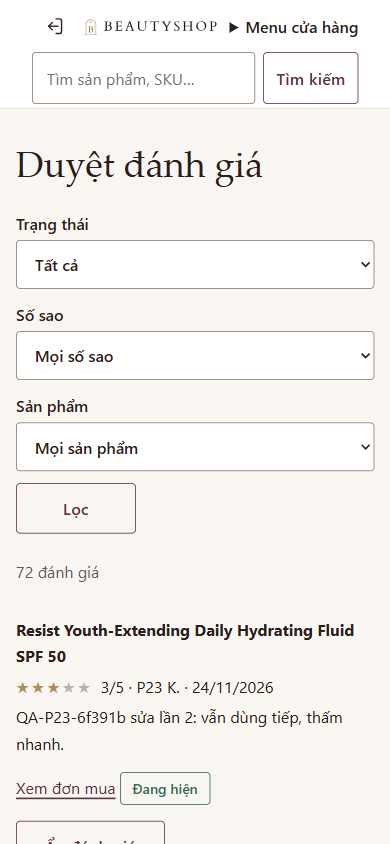 BEAUTYSHOP ▶ Menu cửa hàng
Tìm sản phẩm, SKU... Tìm kiếm
Duyệt đánh giá
Trạng thái
Tất cả
Số sao
Mọi số sao
Sản phẩm
Mọi sản phẩm
Lọc
72 đánh giá
Resist Youth-Extending Daily Hydrating Fluid
SPF 50
★★★★★ 3/5 · P23 K. · 24/11/2026
QA-P23-6f391b sửa lần 2: vẫn dùng tiếp, thấm
nhanh.
Xem đơn mua Đang hiện